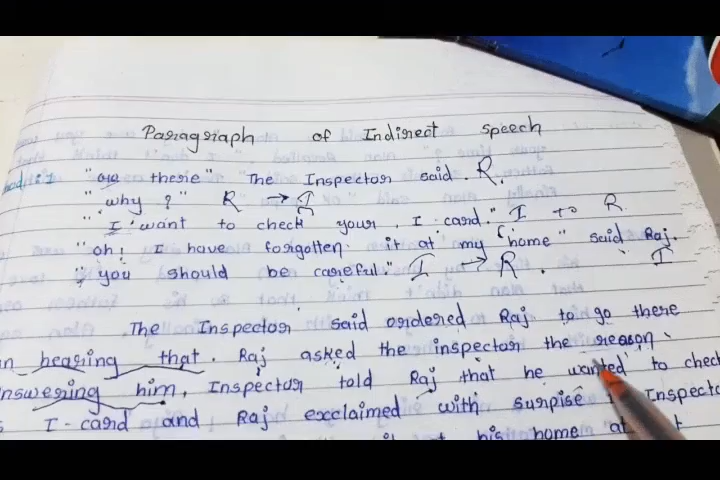 Paragraph of Indirect speech
" there" The Inspector said. R.
"why?" R → I
"I want to check your I card." I to R
"oh! I have forgotten it at my home" said Raj.
"you should be careful." I → R. I
The Inspector said ordered Raj to go there
hearing that. Raj asked the inspector the reason.
answering him, Inspector told Raj that he wanted to check
I-card and Raj exclaimed with surpise Inspector
his home at